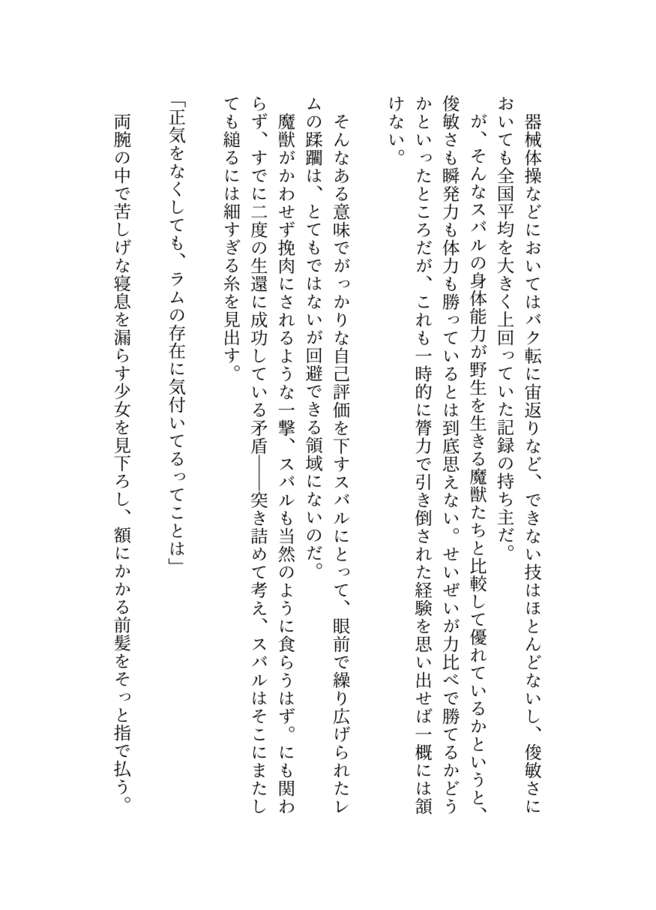 器械体操などにおいてはバク転に宙返りなど、できない技はほとんどないし、俊敏さに
おいても全国平均を大きく上回っていた記録の持ち主だ。
が、そんなスバルの身体能力が野生を生きる魔獣たちと比較して優れているかというと、
俊敏さも瞬発力も体力も勝っているとは到底思えない。せいぜいが力比べで勝てるかどう
かといったところだが、これも一時的に膂力で引き倒された経験を思い出せば一概には頷
けない。
そんなある意味でがっかりな自己評価を下すスバルにとって、眼前で繰り広げられたレ
ムの蹂躙は、とてもではないが回避できる領域にないのだ。
魔獣がかわせず挽肉にされるような一撃、スバルも当然のように食らうはず。にも関わ
らず、すでに二度の生還に成功している矛盾――突き詰めて考え、スバルはそこにまたし
ても縋るには細すぎる糸を見出す。
「正気をなくしても、ラムの存在に気付いてるってことは」
両腕の中で苦しげな寝息を漏らす少女を見下ろし、額にかかる前髪をそっと指で払う。